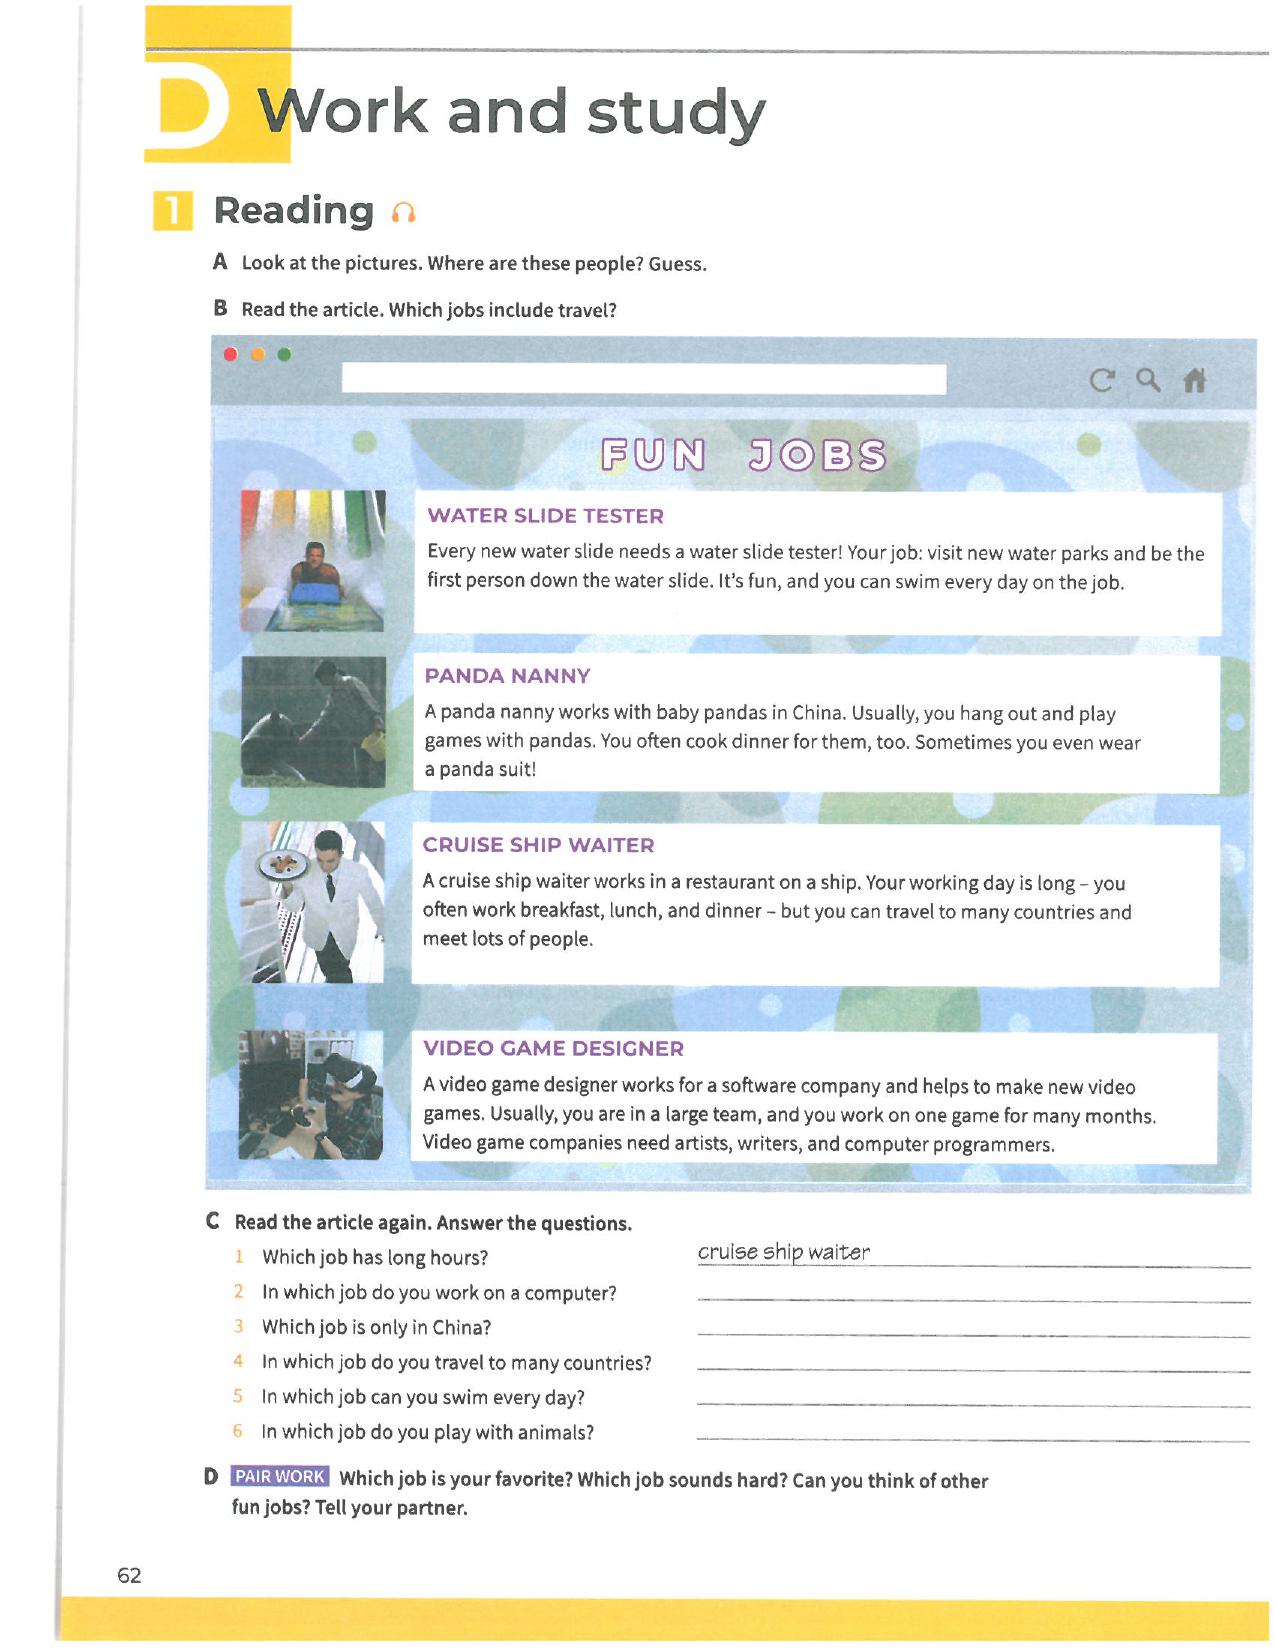 D Work and study
1 Reading
A Look at the pictures. Where are these people? Guess.
B Read the article. Which jobs include travel?
FUN JOBS
WATER SLIDE TESTER
Every new water slide needs a water slide tester! Your job: visit new water parks and be the
first person down the water slide. It's fun, and you can swim every day on the job.
PANDA NANNY
A panda nanny works with baby pandas in China. Usually, you hang out and play
games with pandas. You often cook dinner for them, too. Sometimes you even wear
a panda suit!
CRUISE SHIP WAITER
A cruise ship waiter works in a restaurant on a ship. Your working day is long – you
often work breakfast, lunch, and dinner – but you can travel to many countries and
meet lots of people.
VIDEO GAME DESIGNER
A video game designer works for a software company and helps to make new video
games. Usually, you are in a large team, and you work on one game for many months.
Video game companies need artists, writers, and computer programmers.
C Read the article again. Answer the questions.
1 Which job has long hours? cruise ship waiter
2 In which job do you work on a computer?
3 Which job is only in China?
4 In which job do you travel to many countries?
5 In which job can you swim every day?
6 In which job do you play with animals?
D PAIR WORK Which job is your favorite? Which job sounds hard? Can you think of other
fun jobs? Tell your partner.
62